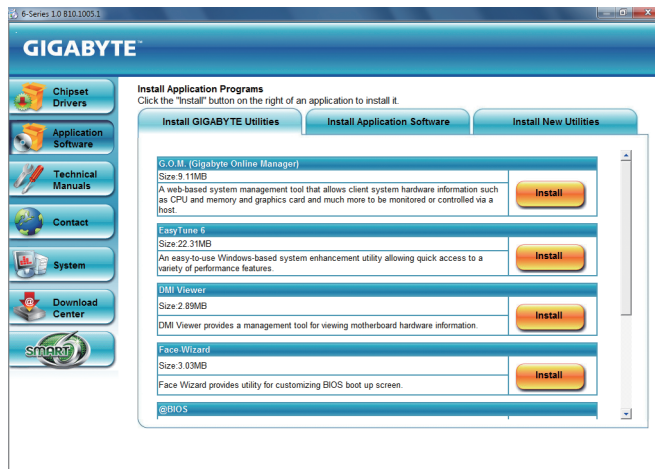 6-Series 1.0 B10.1005.1
GIGABYTE™
Chipset
Drivers
Application
Software
Technical
Manuals
Contact
System
Download
Center
SMART 6
Install Application Programs
Click the "Install" button on the right of an application to install it.
Install GIGABYTE Utilities
Install Application Software
Install New Utilities
G.O.M. (Gigabyte Online Manager)
Size:9.11MB
A web-based system management tool that allows client system hardware information such
as CPU and memory and graphics card and much more to be monitored or controlled via a
host.
Install
EasyTune 6
Size:22.31MB
An easy-to-use Windows-based system enhancement utility allowing quick access to a
variety of performance features.
Install
DMI Viewer
Size:2.89MB
DMI Viewer provides a management tool for viewing motherboard hardware information.
Install
Face-Wizard
Size:3.03MB
Face Wizard provides utility for customizing BIOS boot up screen.
Install
@BIOS